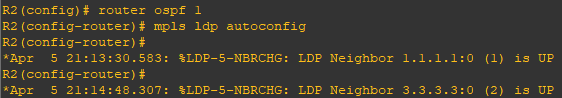 R2(config)# router ospf 1
R2(config-router)# mpls ldp autoconfig
R2(config-router)#
*Apr  5 21:13:30.583: %LDP-5-NBRCHG: LDP Neighbor 1.1.1.1:0 (1) is UP
R2(config-router)#
*Apr  5 21:14:48.307: %LDP-5-NBRCHG: LDP Neighbor 3.3.3.3:0 (2) is UP